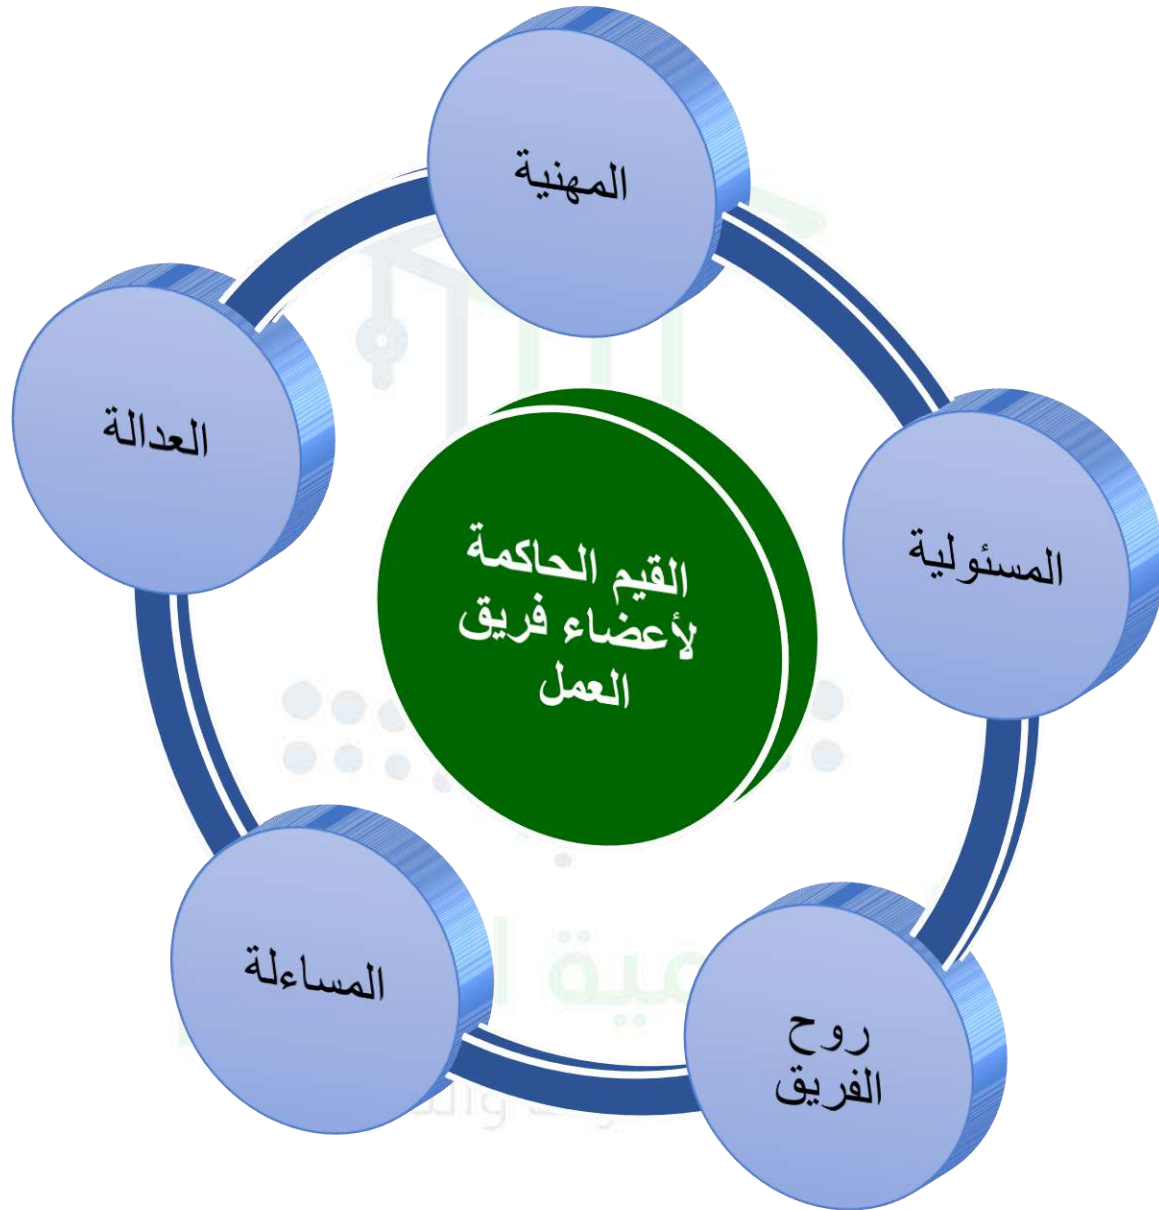 المهنية
المسئولية
روح
الفريق
المساءلة
العدالة
القيم الحاكمة
لأعضاء فريق
العمل